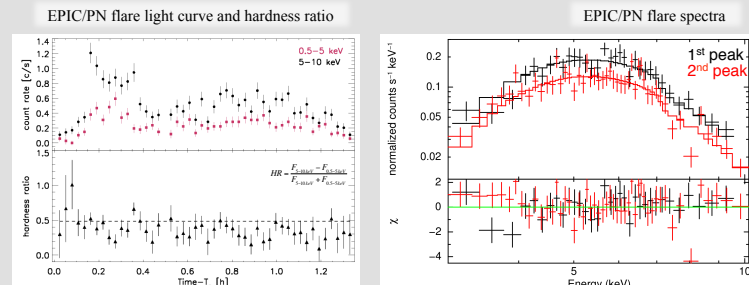 EPIC/PN flare light curve and hardness ratio
EPIC/PN flare spectra
count rate [c/s]
1.4
1.2
1.0
0.8
0.6
0.4
0.2
0.0
0.5-5 keV
5-10 keV
hardness ratio
1.5
1.0
0.5
0.0
HR = F5-10keV − F0.5-5keV / F5-10keV + F0.5-5keV
0.0 0.2 0.4 0.6 0.8 1.0 1.2
Time-T [h]
normalized counts s⁻¹ keV⁻¹
0.2
0.1
0.05
0.02
1st peak
2nd peak
χ
2
0
−2
−4
5 10
Energy (keV)